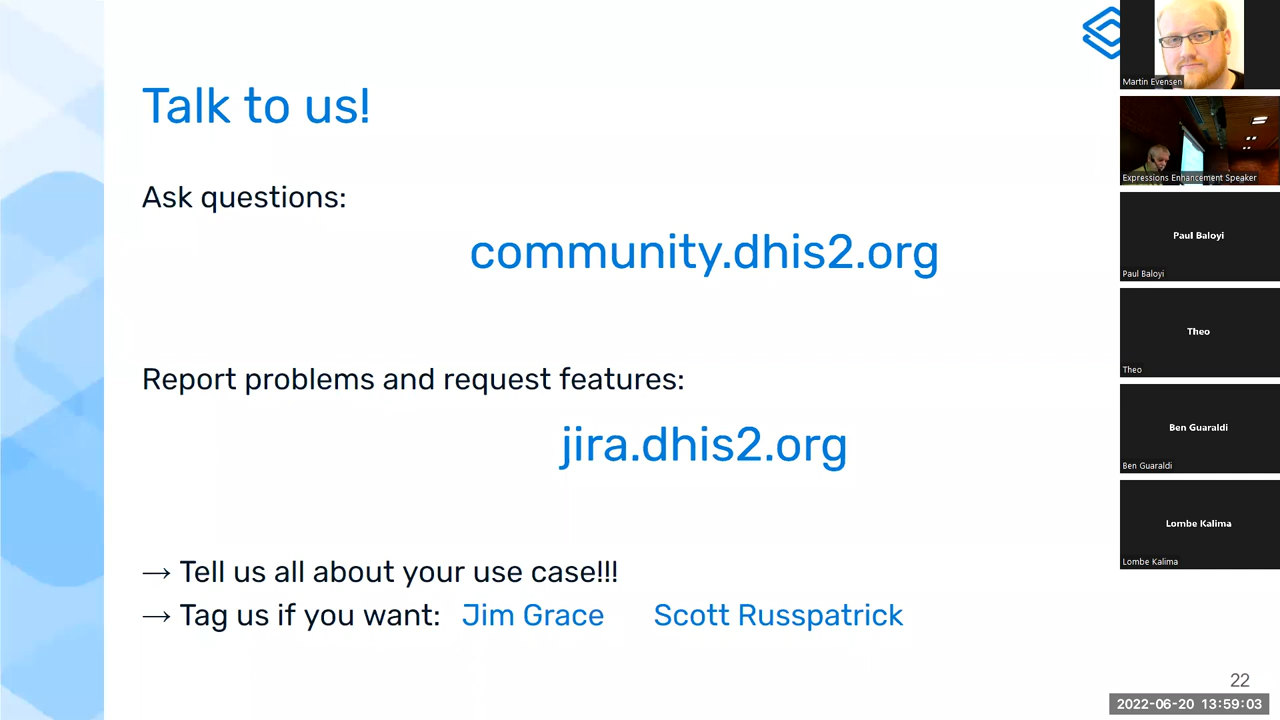 Talk to us!
Ask questions:
community.dhis2.org
Report problems and request features:
jira.dhis2.org
→ Tell us all about your use case!!!
→ Tag us if you want: Jim Grace Scott Russpatrick
22
2022-06-20 13:59:03
Martin Evensen
Expressions Enhancement Speaker
Paul Baloyi
Paul Baloyi
Theo
Theo
Ben Guaraldi
Ben Guaraldi
Lombe Kalima
Lombe Kalima